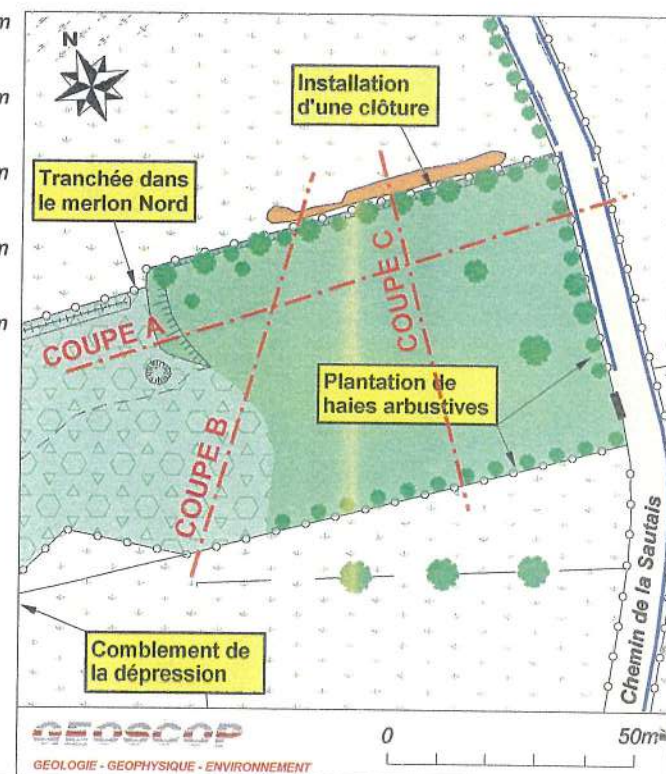 m
m
m
m
m
N
Installation
d'une clôture
Tranchée dans
le merlon Nord
COUPE A
COUPE B
COUPE C
Plantation de
haies arbustives
Comblement de
la dépression
Chemin de la Sautais
GEOSCOP
GEOLOGIE - GEOPHYSIQUE - ENVIRONNEMENT
0
50m